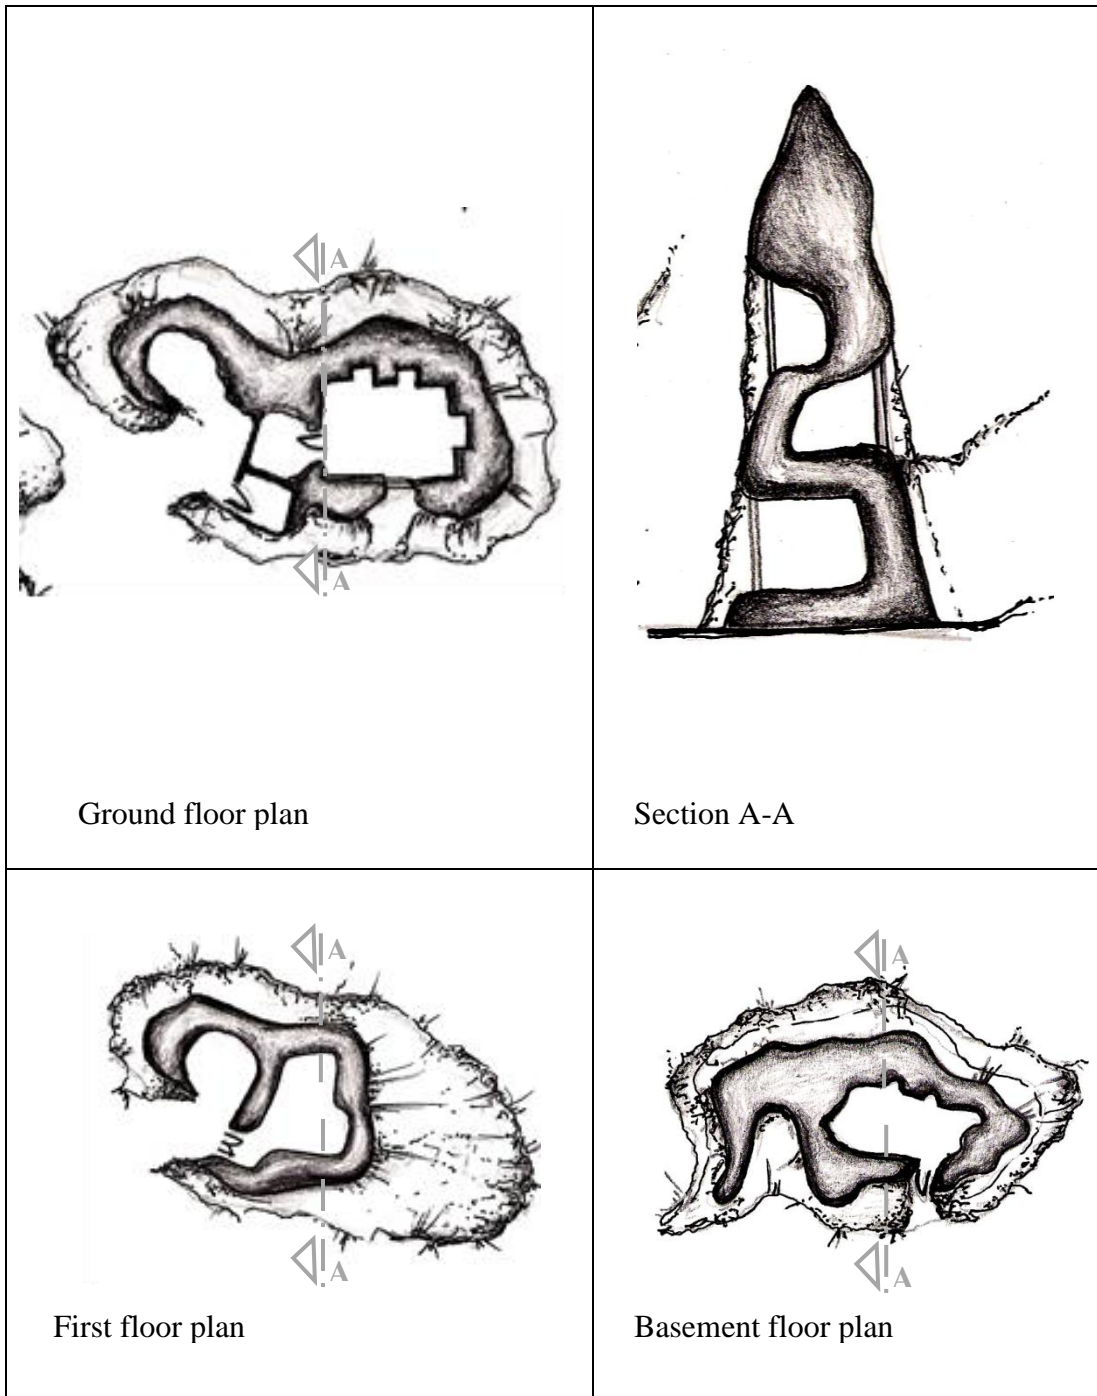 A
A
Ground floor plan
Section A-A
A
A
First floor plan
A
A
Basement floor plan